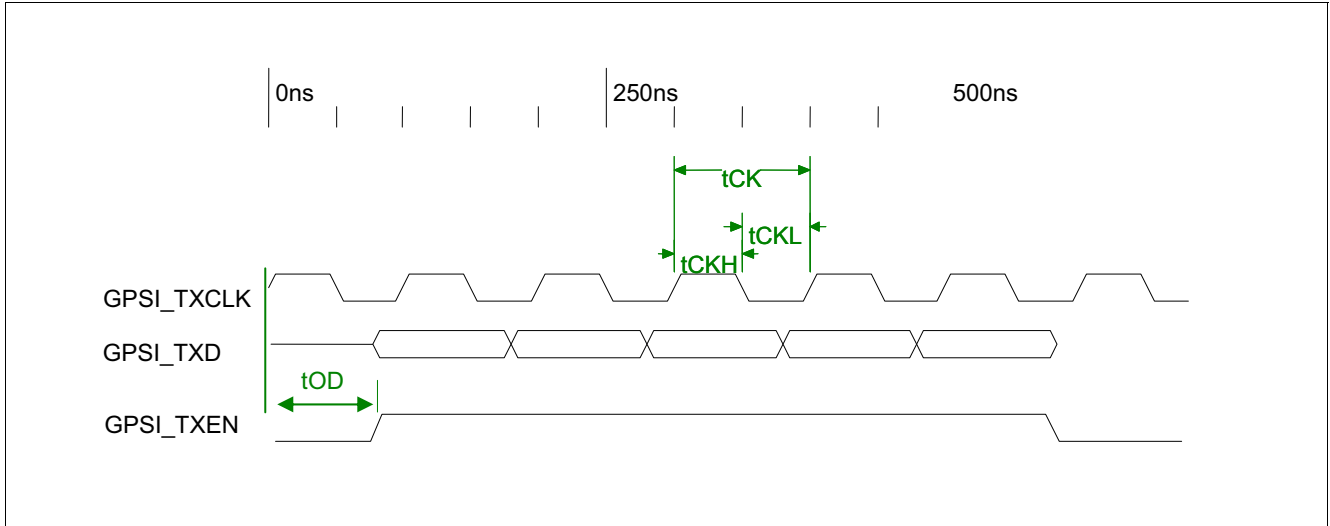 0ns 250ns 500ns
tCK
tCKL
tCKH
GPSI_TXCLK
GPSI_TXD
tOD
GPSI_TXEN